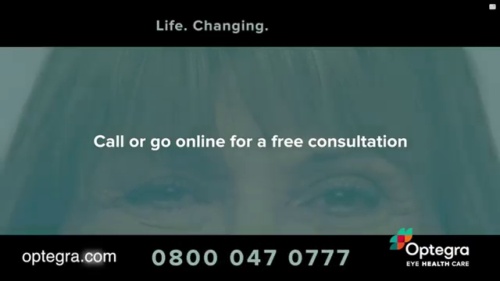 Life. Changing.
Call or go online for a free consultation
optegra.com
0800 047 0777
Optegra
EYE HEALTH CARE